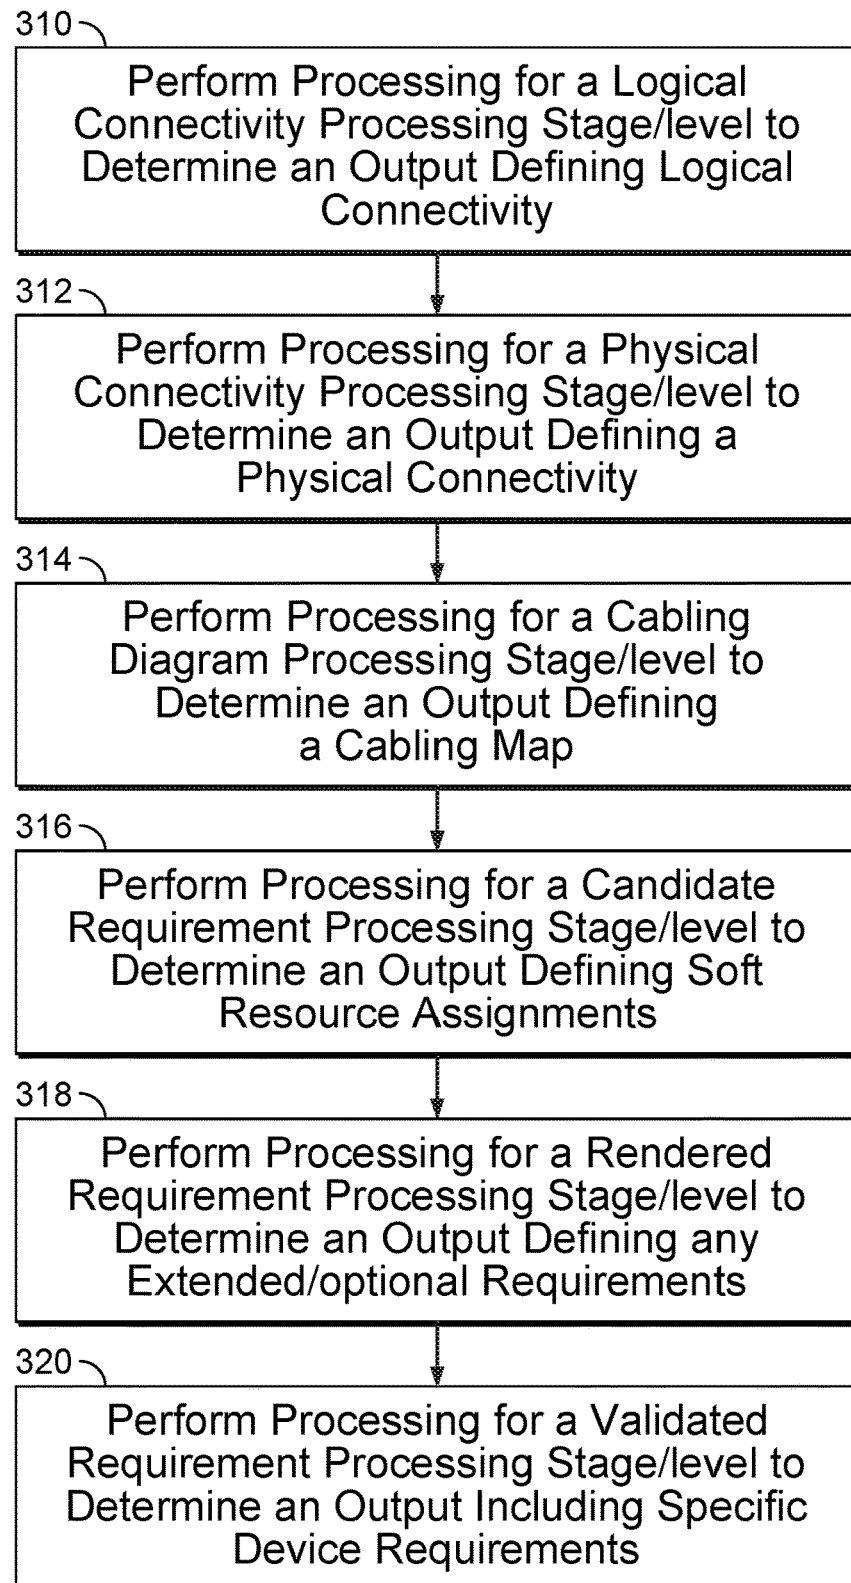 310
Perform Processing for a Logical
Connectivity Processing Stage/level to
Determine an Output Defining Logical
Connectivity
312
Perform Processing for a Physical
Connectivity Processing Stage/level to
Determine an Output Defining a
Physical Connectivity
314
Perform Processing for a Cabling
Diagram Processing Stage/level to
Determine an Output Defining
a Cabling Map
316
Perform Processing for a Candidate
Requirement Processing Stage/level to
Determine an Output Defining Soft
Resource Assignments
318
Perform Processing for a Rendered
Requirement Processing Stage/level to
Determine an Output Defining any
Extended/optional Requirements
320
Perform Processing for a Validated
Requirement Processing Stage/level to
Determine an Output Including Specific
Device Requirements